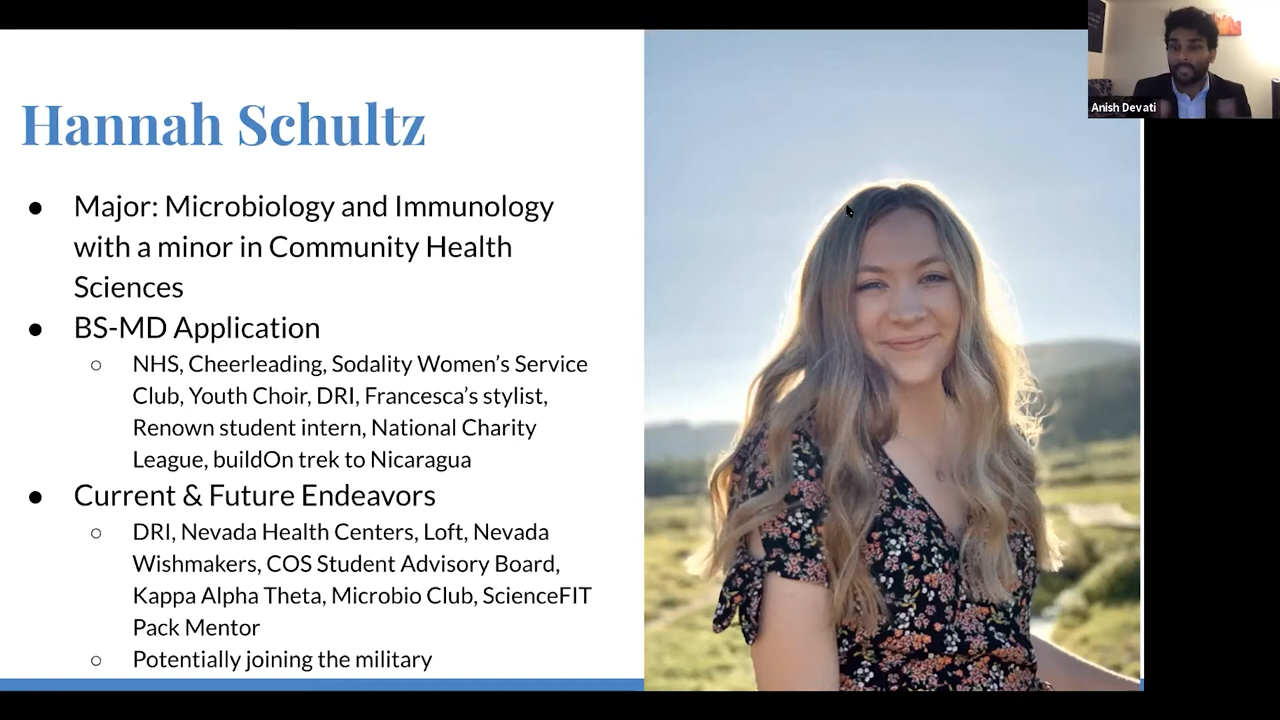 Hannah Schultz
● Major: Microbiology and Immunology
with a minor in Community Health
Sciences
● BS-MD Application
○ NHS, Cheerleading, Sodality Women’s Service
Club, Youth Choir, DRI, Francesca’s stylist,
Renown student intern, National Charity
League, buildOn trek to Nicaragua
● Current & Future Endeavors
○ DRI, Nevada Health Centers, Loft, Nevada
Wishmakers, COS Student Advisory Board,
Kappa Alpha Theta, Microbio Club, ScienceFIT
Pack Mentor
○ Potentially joining the military
Anish Devati